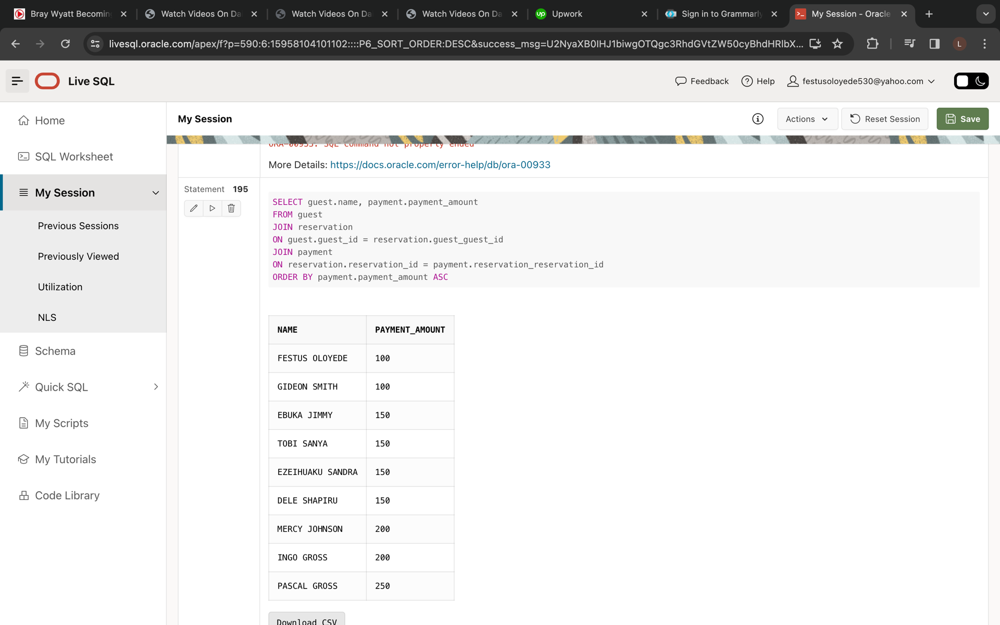 Bray Wyatt Becoming
Watch Videos On Da
Watch Videos On Da
Watch Videos On Da
Upwork
Sign in to Grammarly
My Session - Oracle
livesql.oracle.com/apex/f?p=590:6:15958104101102::::P6_SORT_ORDER:DESC&success_msg=U2NyaXB0IHJ1biwgOTQgc3RhdGVtZW50cyBhdHRlbX...
L
Live SQL
Feedback
Help
festusoloyede530@yahoo.com
Home
SQL Worksheet
My Session
Previous Sessions
Previously Viewed
Utilization
NLS
Schema
Quick SQL
My Scripts
My Tutorials
Code Library
My Session
Actions
Reset Session
Save
ORA-00933: SQL command not properly ended
More Details: https://docs.oracle.com/error-help/db/ora-00933
Statement 195
SELECT guest.name, payment.payment_amount
FROM guest
JOIN reservation
ON guest.guest_id = reservation.guest_guest_id
JOIN payment
ON reservation.reservation_id = payment.reservation_reservation_id
ORDER BY payment.payment_amount ASC
NAME PAYMENT_AMOUNT
FESTUS OLOYEDE 100
GIDEON SMITH 100
EBUKA JIMMY 150
TOBI SANYA 150
EZEIHUAKU SANDRA 150
DELE SHAPIRU 150
MERCY JOHNSON 200
INGO GROSS 200
PASCAL GROSS 250
Download CSV